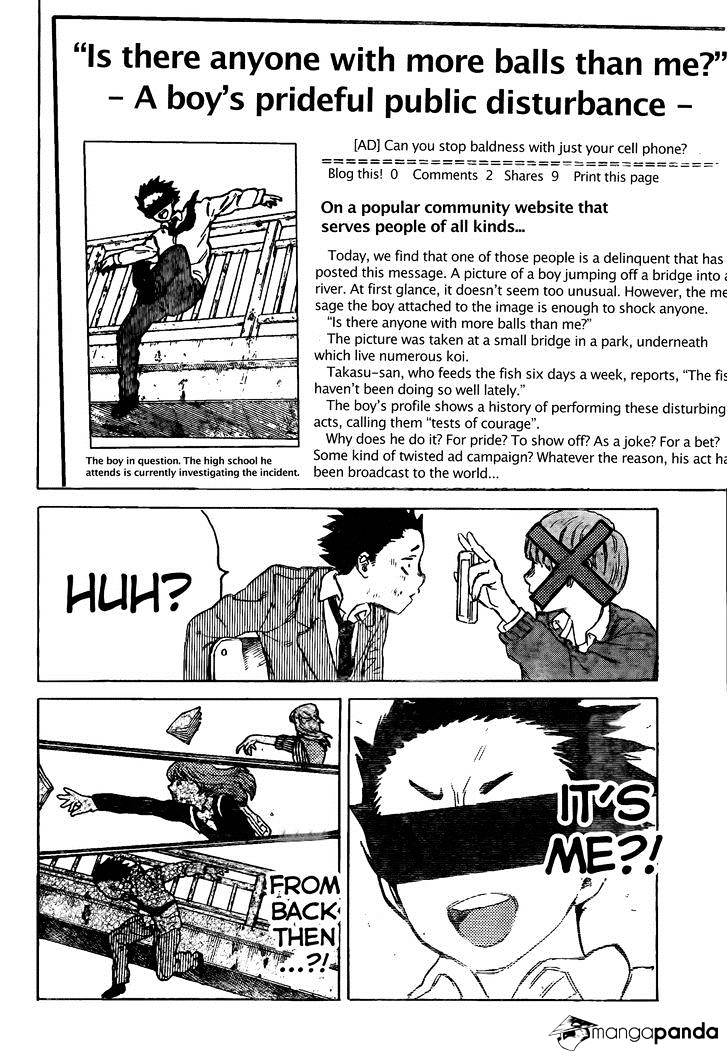 “Is there anyone with more balls than me?”
– A boy’s prideful public disturbance –
[AD] Can you stop baldness with just your cell phone?
Blog this! 0 Comments 2 Shares 9 Print this page
On a popular community website that
serves people of all kinds...
Today, we find that one of those people is a delinquent that has
posted this message. A picture of a boy jumping off a bridge into a
river. At first glance, it doesn’t seem too unusual. However, the me
sage the boy attached to the image is enough to shock anyone.
“Is there anyone with more balls than me?”
The picture was taken at a small bridge in a park, underneath
which live numerous koi.
Takasu-san, who feeds the fish six days a week, reports, “The fis
haven’t been doing so well lately.”
The boy’s profile shows a history of performing these disturbing
acts, calling them “tests of courage”.
Why does he do it? For pride? To show off? As a joke? For a bet?
Some kind of twisted ad campaign? Whatever the reason, his act ha
been broadcast to the world...
The boy in question. The high school he
attends is currently investigating the incident.
HUH?
FROM
BACK
THEN
...?!
IT'S
ME?!
mangapanda